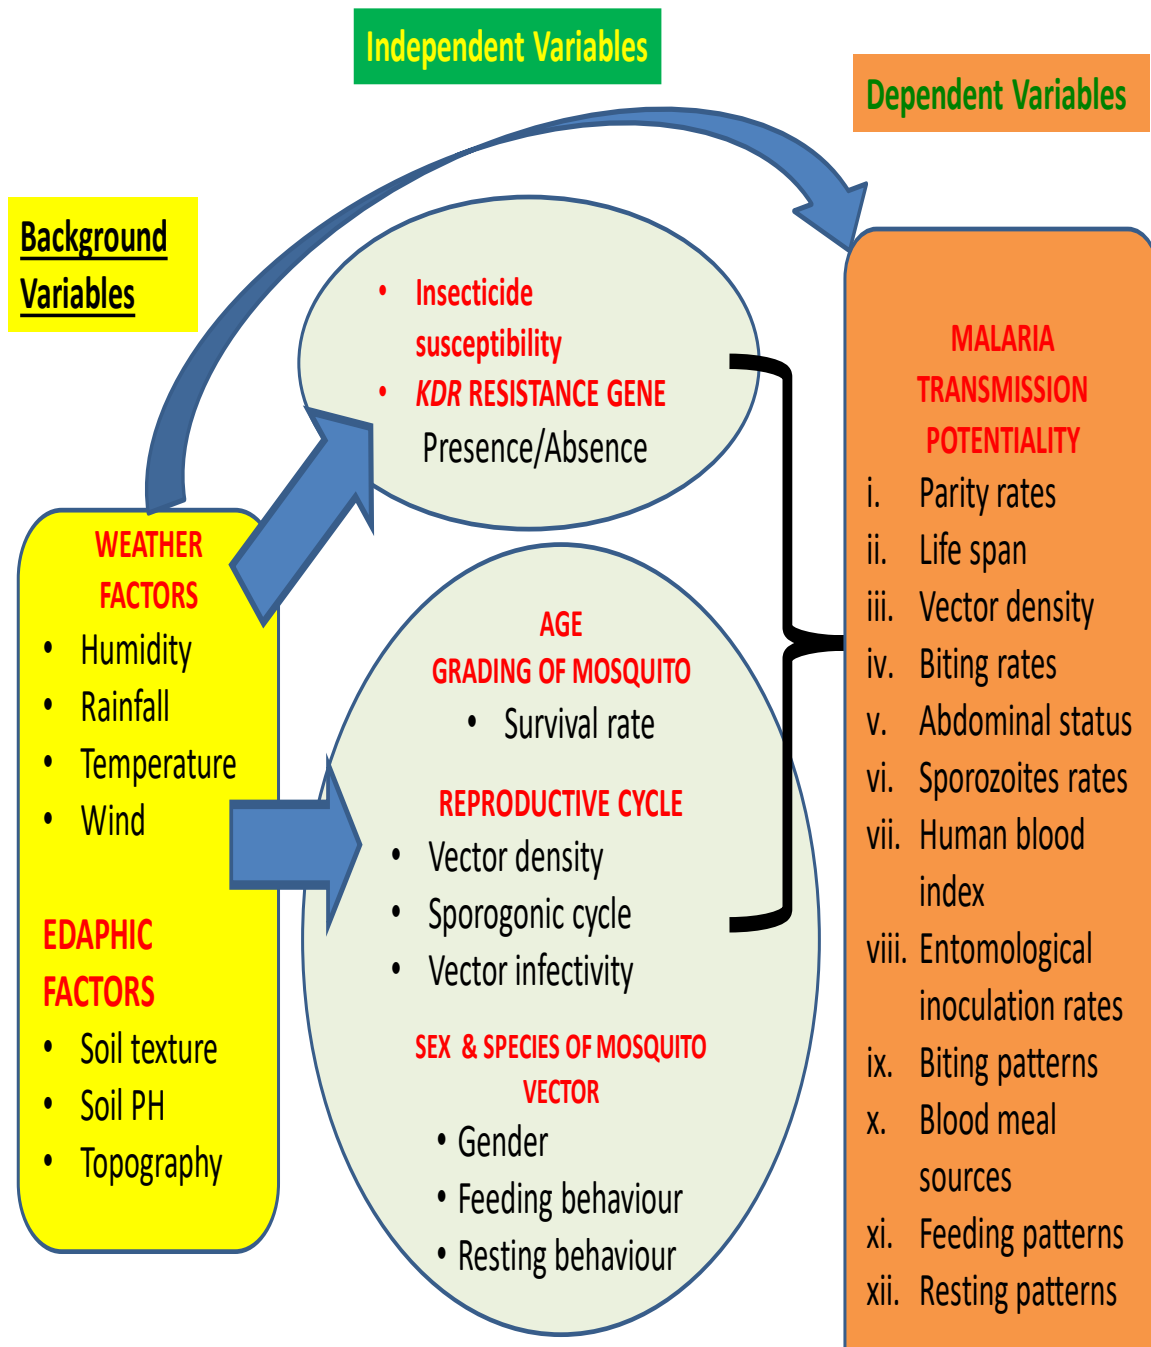 Independent Variables
Dependent Variables
Background
Variables
• Insecticide
susceptibility
• KDR RESISTANCE GENE
Presence/Absence
WEATHER
FACTORS
• Humidity
• Rainfall
• Temperature
• Wind
EDAPHIC
FACTORS
• Soil texture
• Soil PH
• Topography
AGE
GRADING OF MOSQUITO
• Survival rate
REPRODUCTIVE CYCLE
• Vector density
• Sporogonic cycle
• Vector infectivity
SEX & SPECIES OF MOSQUITO
VECTOR
• Gender
• Feeding behaviour
• Resting behaviour
MALARIA
TRANSMISSION
POTENTIALITY
i. Parity rates
ii. Life span
iii. Vector density
iv. Biting rates
v. Abdominal status
vi. Sporozoites rates
vii. Human blood
index
viii. Entomological
inoculation rates
ix. Biting patterns
x. Blood meal
sources
xi. Feeding patterns
xii. Resting patterns